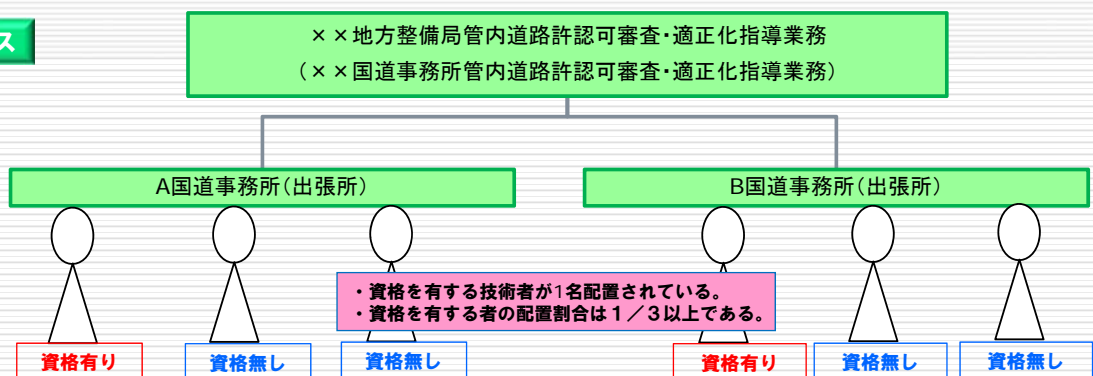 ス
××地方整備局管内道路許認可審査・適正化指導業務
（××国道事務所管内道路許認可審査・適正化指導業務）
A国道事務所（出張所）
B国道事務所（出張所）
・資格を有する技術者が1名配置されている。
・資格を有する者の配置割合は１／３以上である。
資格有り
資格無し
資格無し
資格有り
資格無し
資格無し